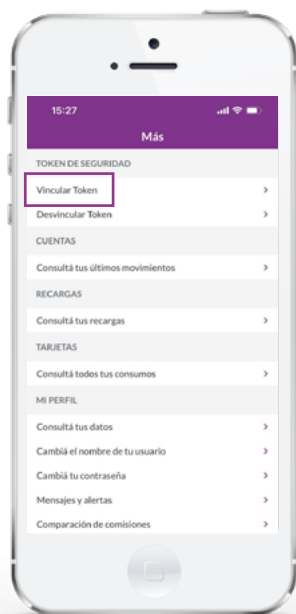 15:27
Más
TOKEN DE SEGURIDAD
Vincular Token
Desvincular Token
CUENTAS
Consultá tus últimos movimientos
RECARGAS
Consultá tus recargas
TARJETAS
Consultá todos tus consumos
MI PERFIL
Consultá tus datos
Cambiá el nombre de tu usuario
Cambiá tu contraseña
Mensajes y alertas
Comparación de comisiones